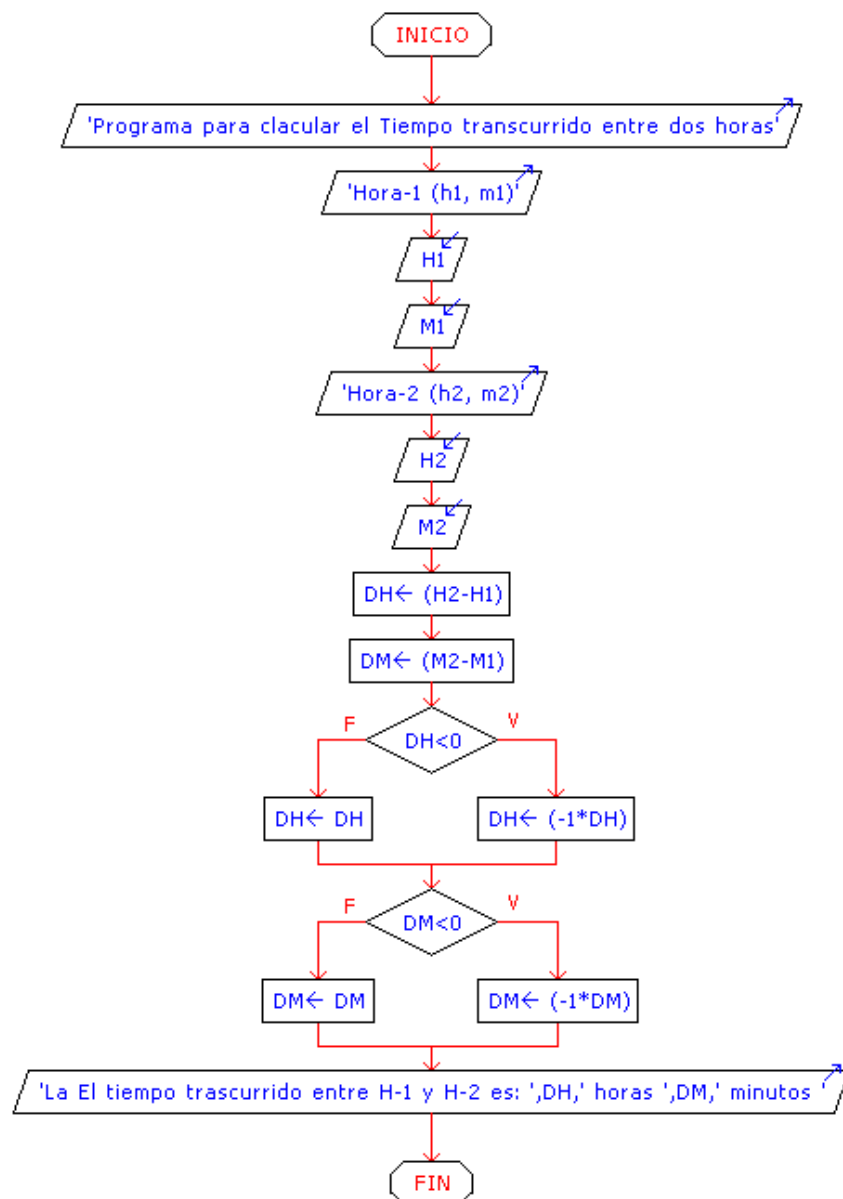 INICIO
'Programa para clacular el Tiempo transcurrido entre dos horas'
'Hora-1 (h1, m1)'
H1
M1
'Hora-2 (h2, m2)'
H2
M2
DH← (H2-H1)
DM← (M2-M1)
F
DH<0
V
DH← DH
DH← (-1*DH)
F
DM<0
V
DM← DM
DM← (-1*DM)
'La El tiempo trascurrido entre H-1 y H-2 es: ',DH,' horas ',DM,' minutos '
FIN